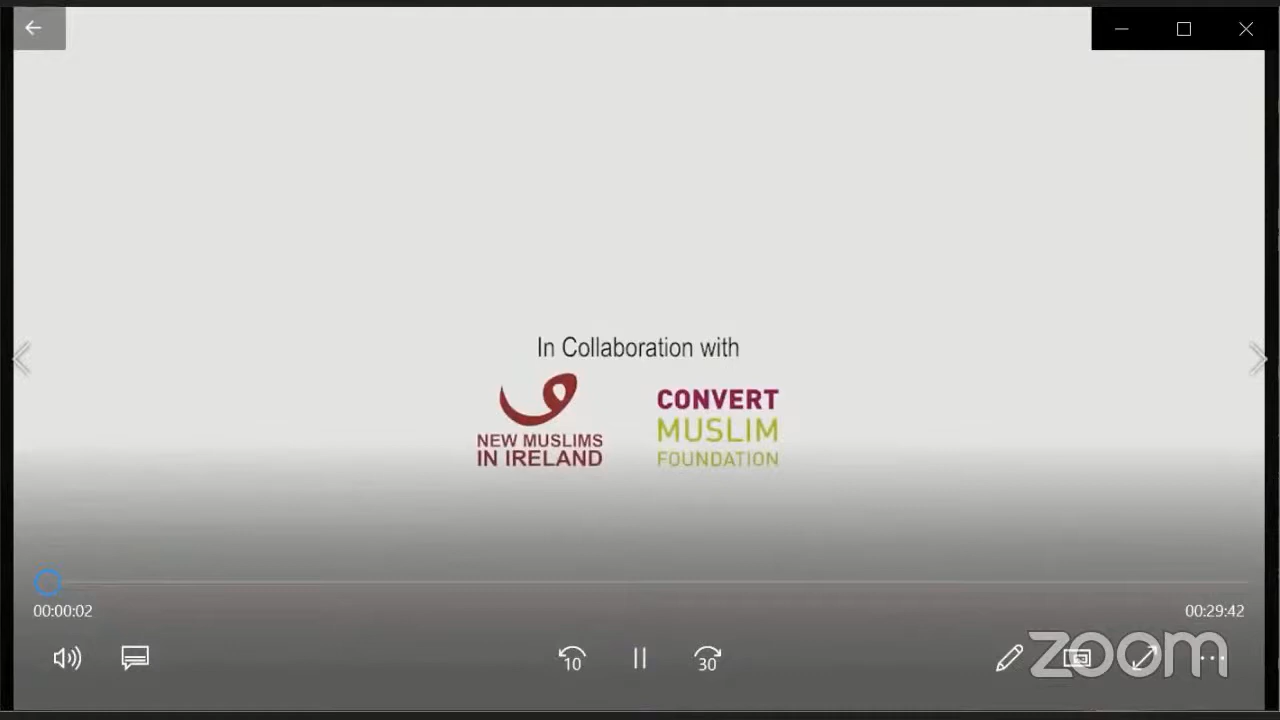 In Collaboration with
NEW MUSLIMS
IN IRELAND
CONVERT
MUSLIM
FOUNDATION
00:00:02
00:29:42
10
30
zoom